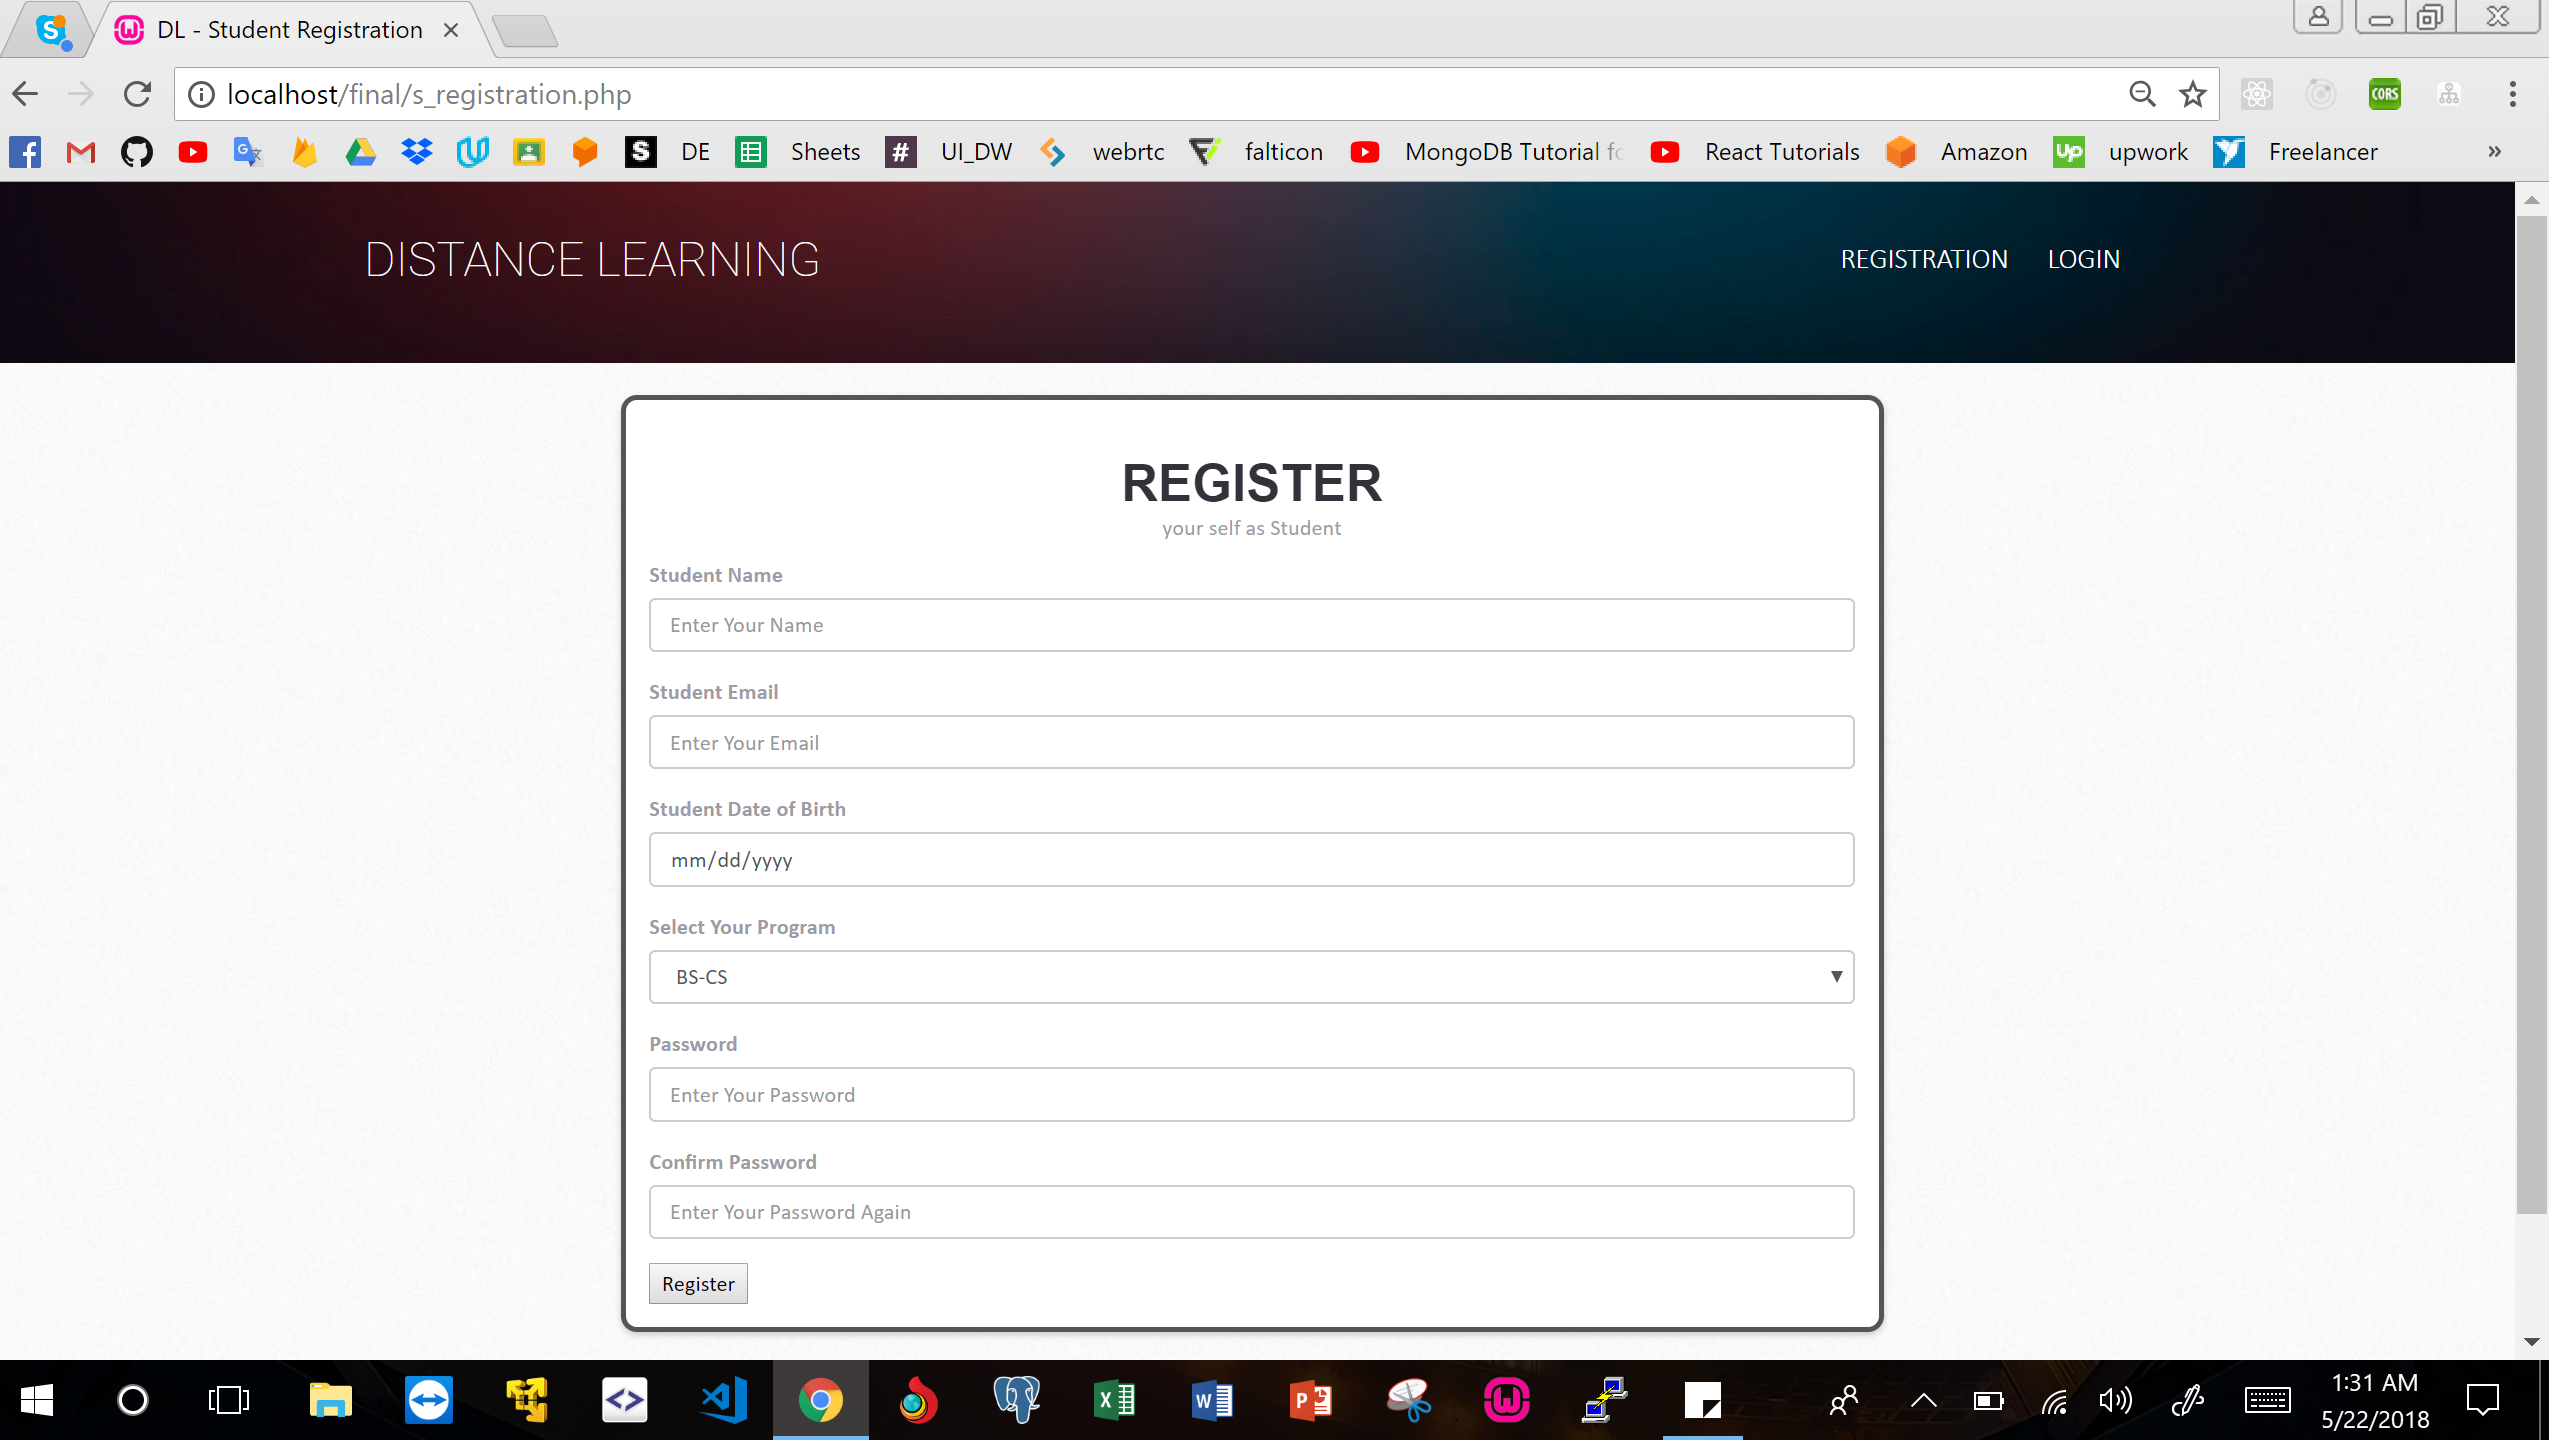 DL - Student Registration
localhost/final/s_registration.php
CORS
DE Sheets # UI_DW webrtc falticon MongoDB Tutorial fo React Tutorials Amazon Up upwork Freelancer »
DISTANCE LEARNING
REGISTRATION LOGIN
REGISTER
your self as Student
Student Name
Enter Your Name
Student Email
Enter Your Email
Student Date of Birth
mm/dd/yyyy
Select Your Program
BS-CS
Password
Enter Your Password
Confirm Password
Enter Your Password Again
Register
1:31 AM
5/22/2018